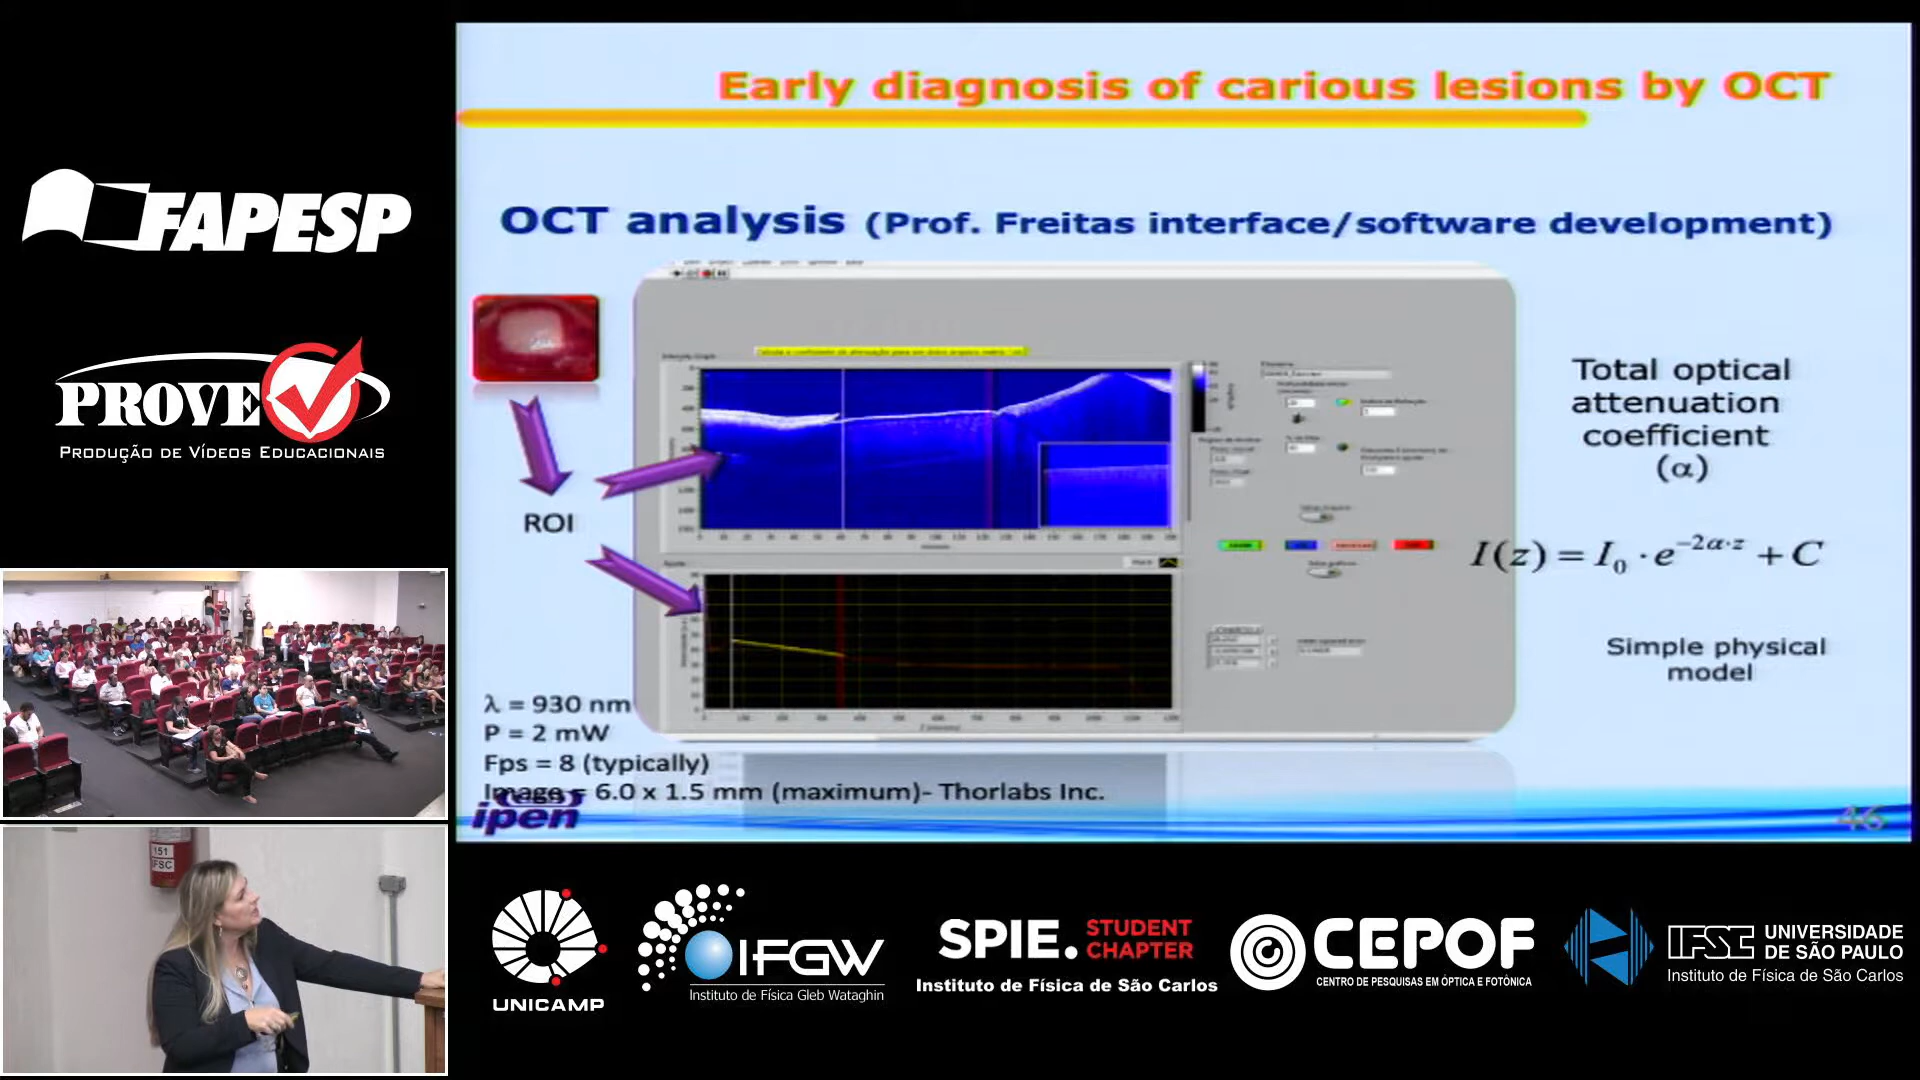 FAPESP
PROVE
PRODUÇÃO DE VÍDEOS EDUCACIONAIS
Early diagnosis of carious lesions by OCT
OCT analysis (Prof. Freitas interface/software development)
ROI
Total optical
attenuation
coefficient
(α)
I(z) = I₀ · e^{-2α·z} + C
Simple physical
model
λ = 930 nm
P = 2 mW
Fps = 8 (typically)
Image = 6.0 x 1.5 mm (maximum)- Thorlabs Inc.
ipen
46
151
IFSC
UNICAMP
IFGW
Instituto de Física Gleb Wataghin
SPIE. STUDENT
CHAPTER
Instituto de Física de São Carlos
CEPOF
CENTRO DE PESQUISAS EM ÓPTICA E FOTÔNICA
IFSC UNIVERSIDADE
DE SÃO PAULO
Instituto de Física de São Carlos